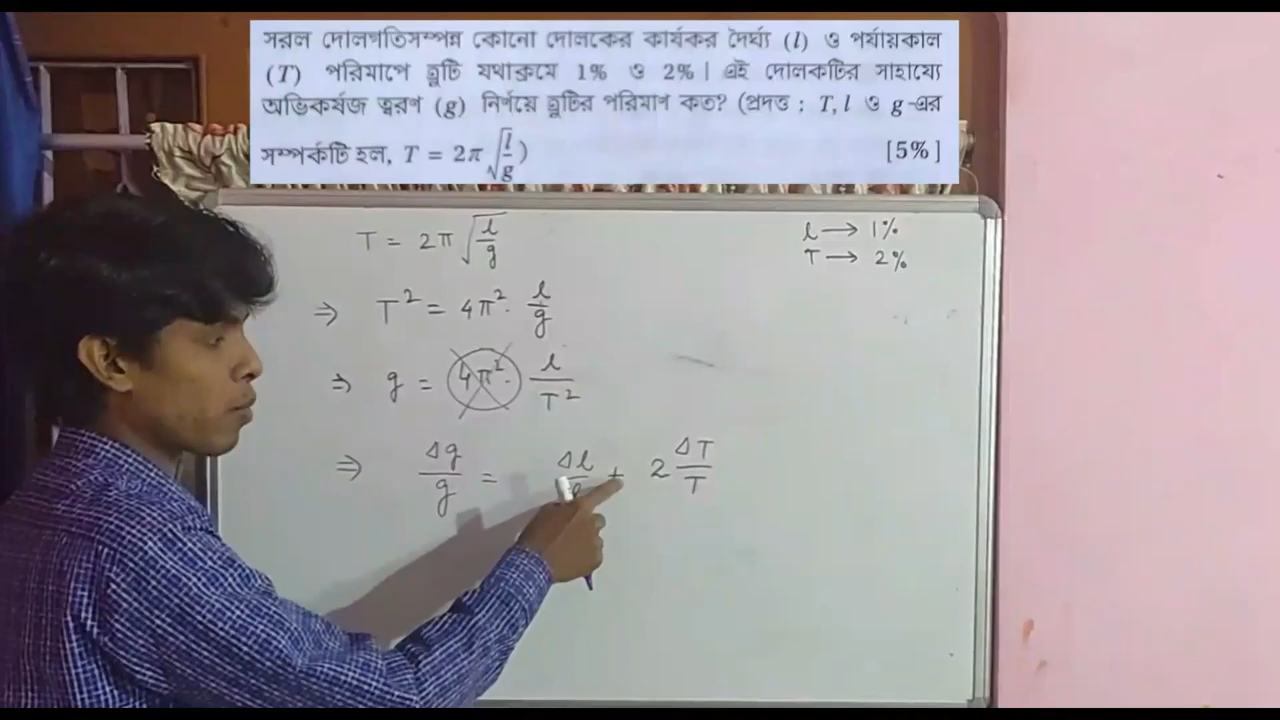 সরল দোলগতিসম্পন্ন কোনো দোলকের কার্যকর দৈর্ঘ্য (l) ও পর্যায়কাল
(T) পরিমাপে ত্রুটি যথাক্রমে 1% ও 2% | এই দোলকটির সাহায্যে
অভিকর্ষজ ত্বরণ (g) নির্ণয়ে ত্রুটির পরিমাণ কত? (প্রদত্ত : T, l ও g-এর
সম্পর্কটি হল, T = 2π√(l/g)) [5%]
T = 2π√(l/g)
l → 1%
T → 2%
⇒ T² = 4π². l/g
⇒ g = 4π². l/T²
⇒ Δg/g = Δl/l + 2 ΔT/T